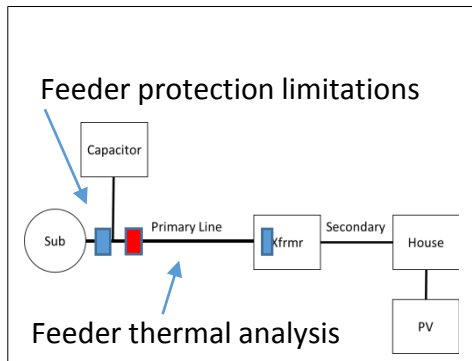 Feeder protection limitations
Capacitor
Primary Line
Secondary
Sub
Xfrmr
House
PV
Feeder thermal analysis